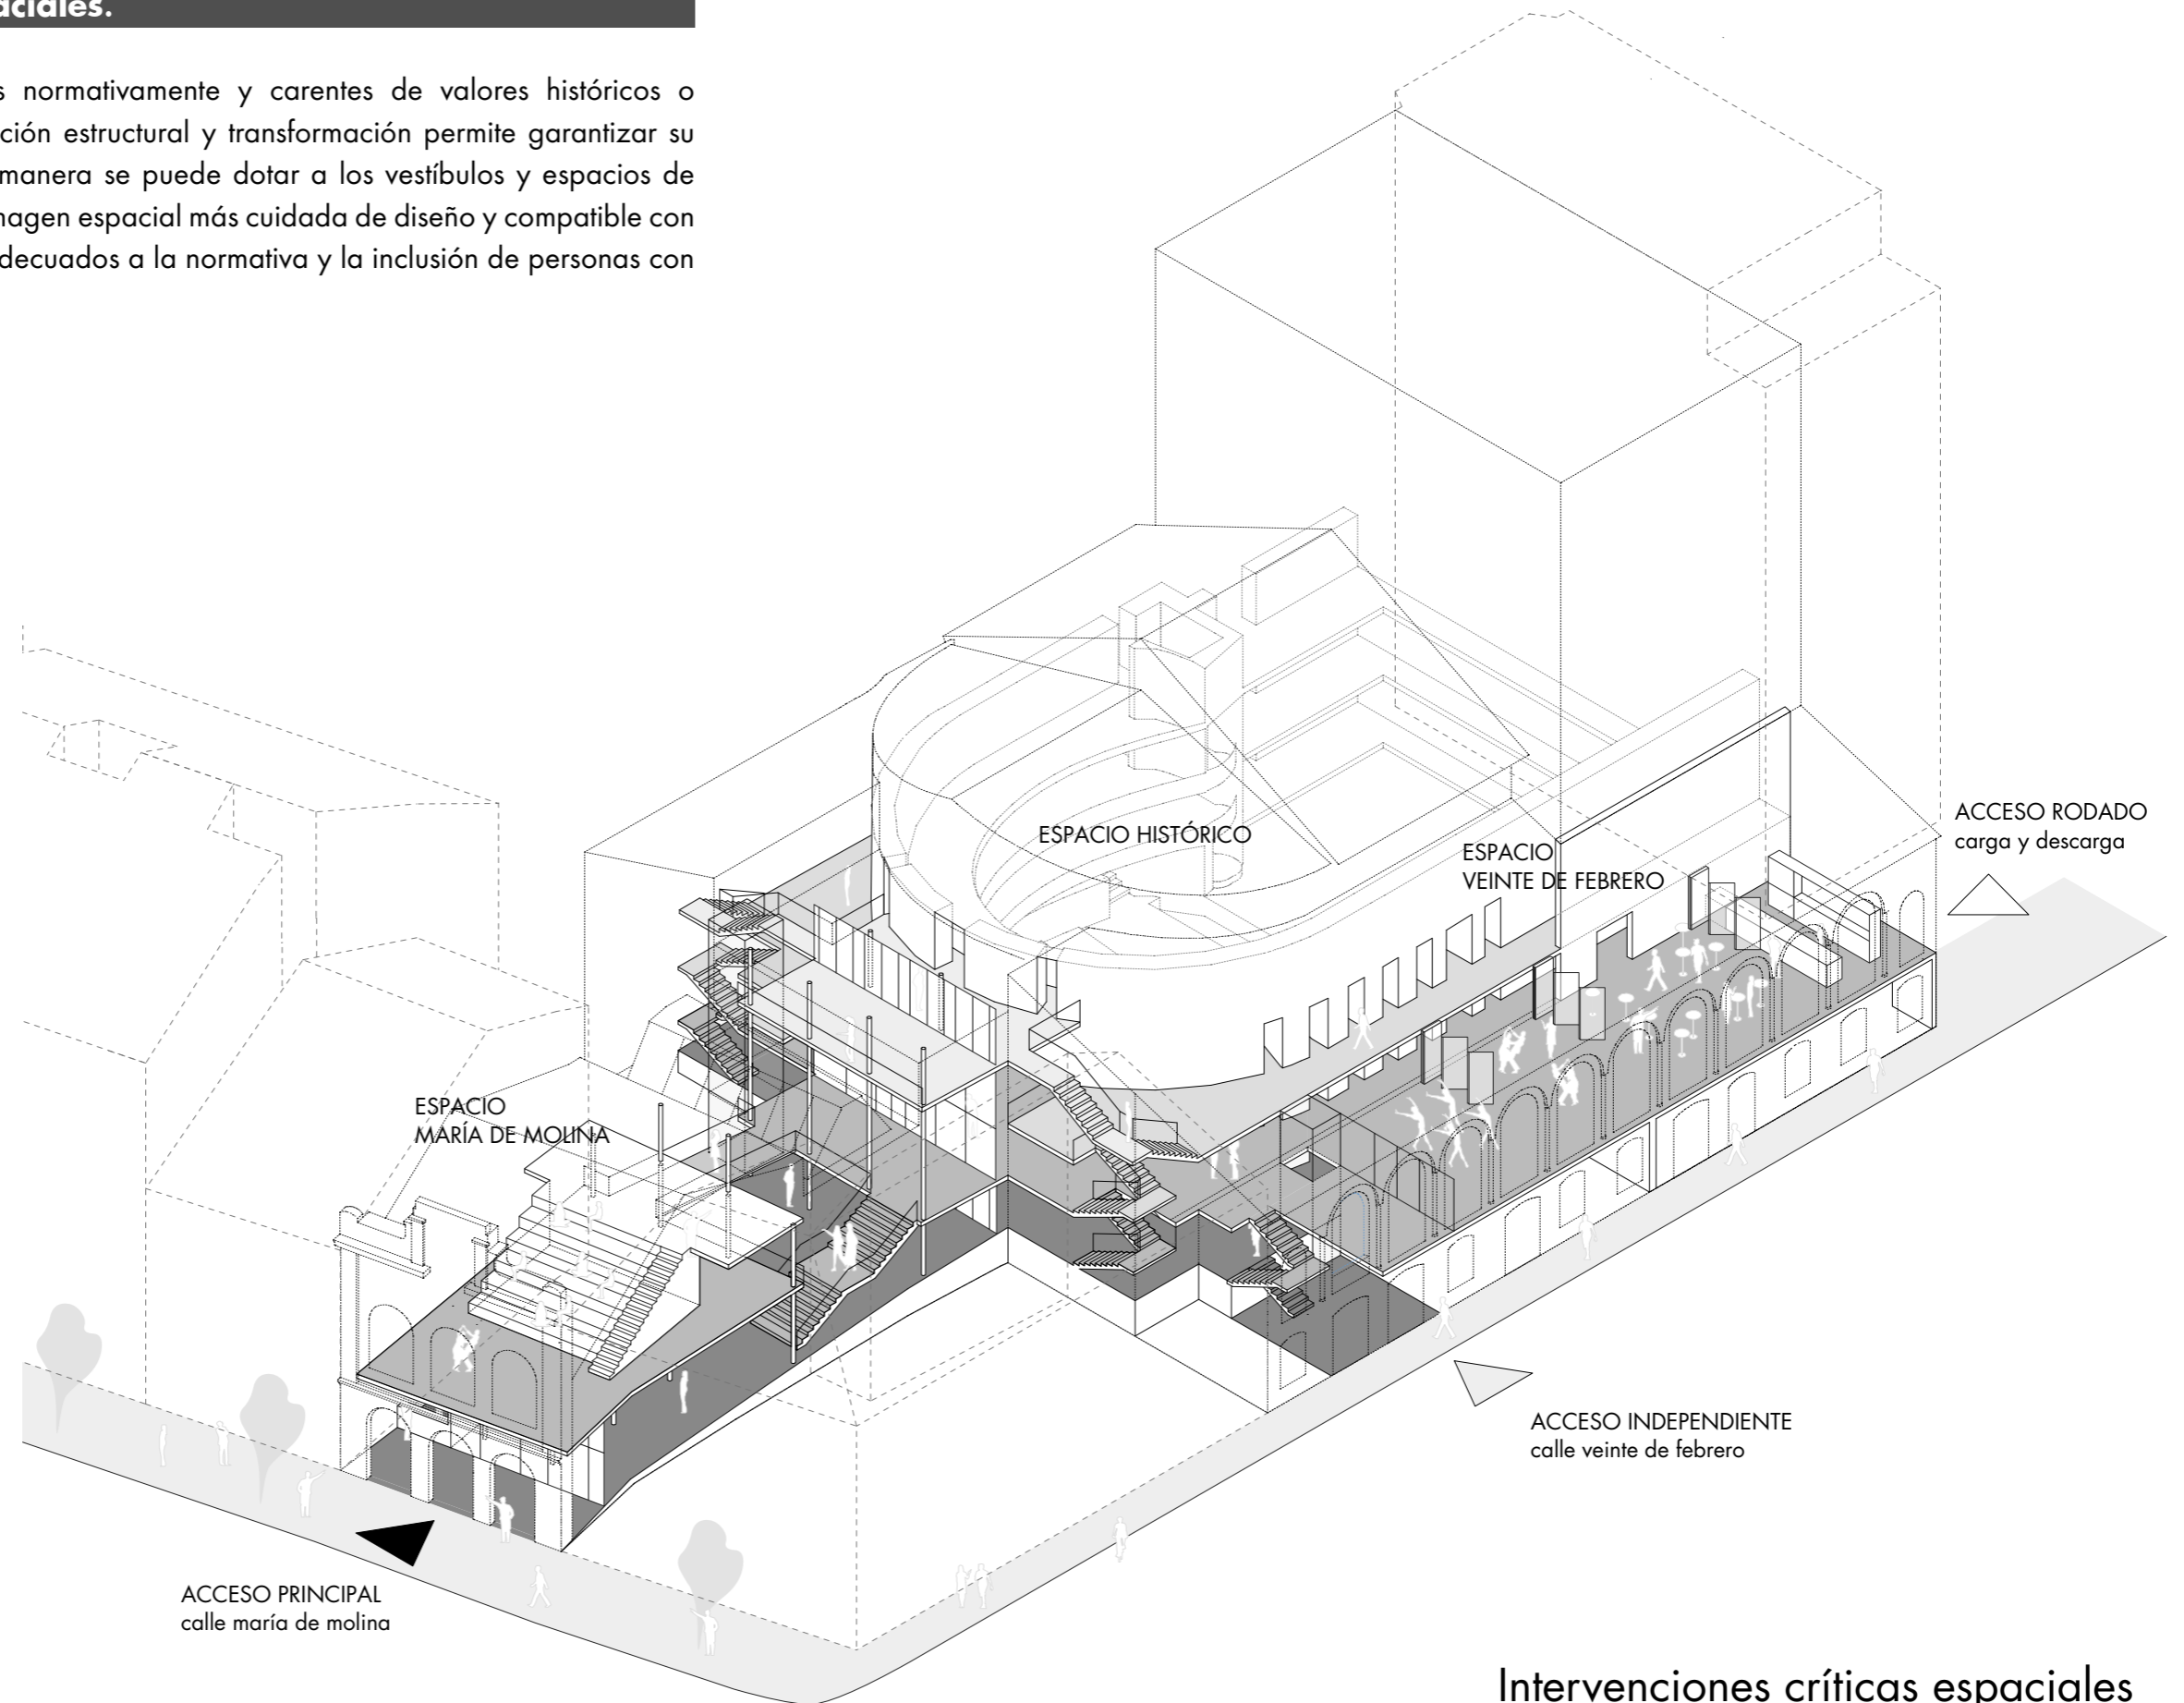 aciales.
s normativamente y carentes de valores históricos o
ción estructural y transformación permite garantizar su
manera se puede dotar a los vestíbulos y espacios de
nagen espacial más cuidada de diseño y compatible con
decuados a la normativa y la inclusión de personas con
ESPACIO HISTÓRICO
ESPACIO
VEINTE DE FEBRERO
ACCESO RODADO
carga y descarga
ESPACIO
MARÍA DE MOLINA
ACCESO INDEPENDIENTE
calle veinte de febrero
ACCESO PRINCIPAL
calle maría de molina
Intervenciones críticas espaciales